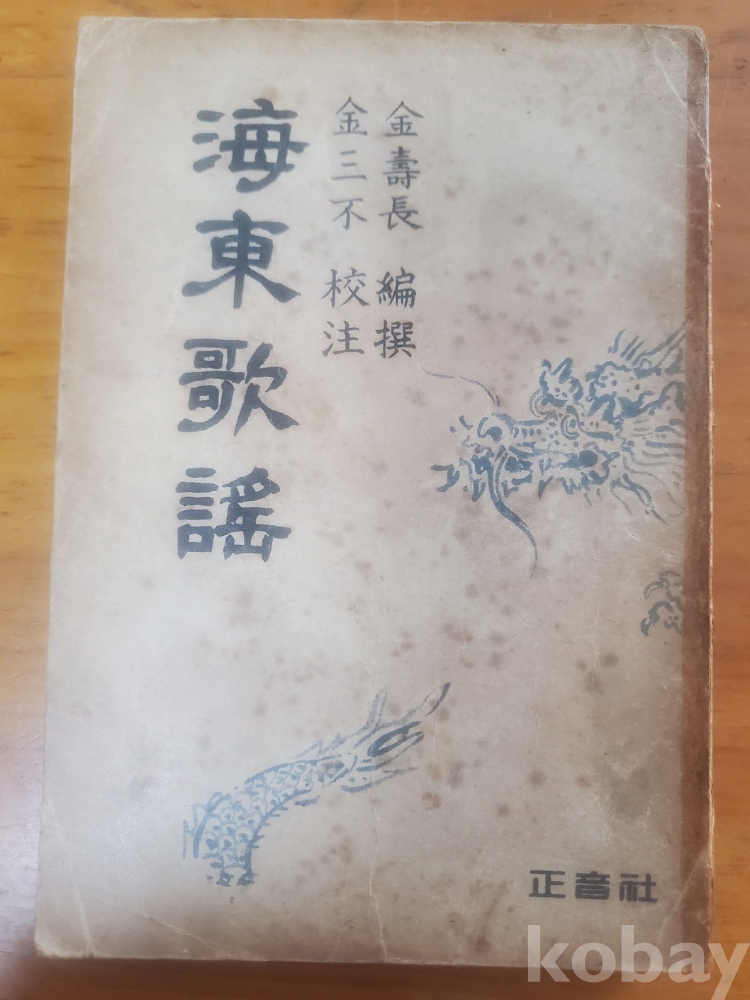 金壽長 編撰
金三不 校注
海東歌謠
正音社
kobay